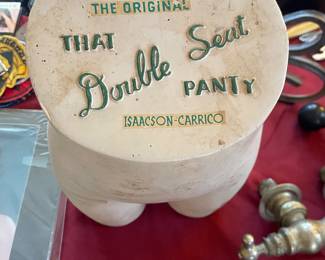 THE ORIGINAL
THAT
Double Seat
PANTY
ISAACSON-CARRICO